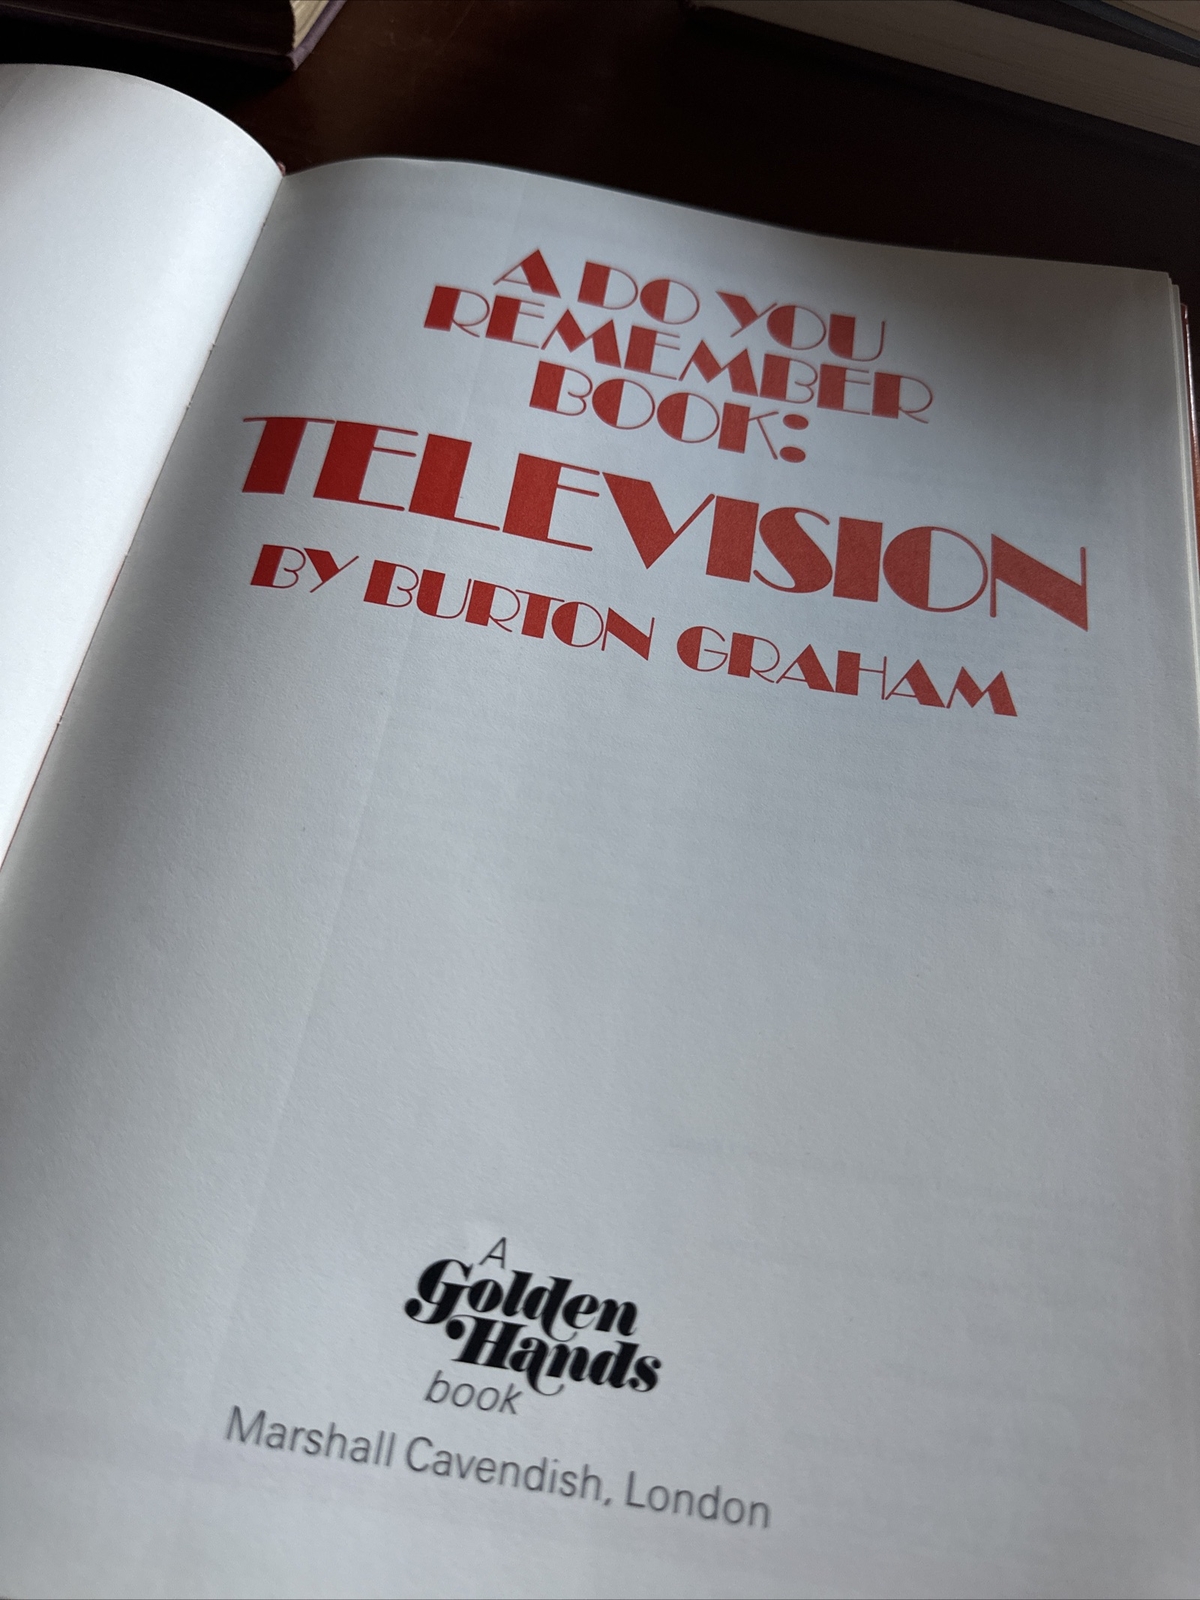 A DO YOU
REMEMBER
BOOK:
TELEVISION
BY BURTON GRAHAM
A
Golden
Hands
book
Marshall Cavendish, London